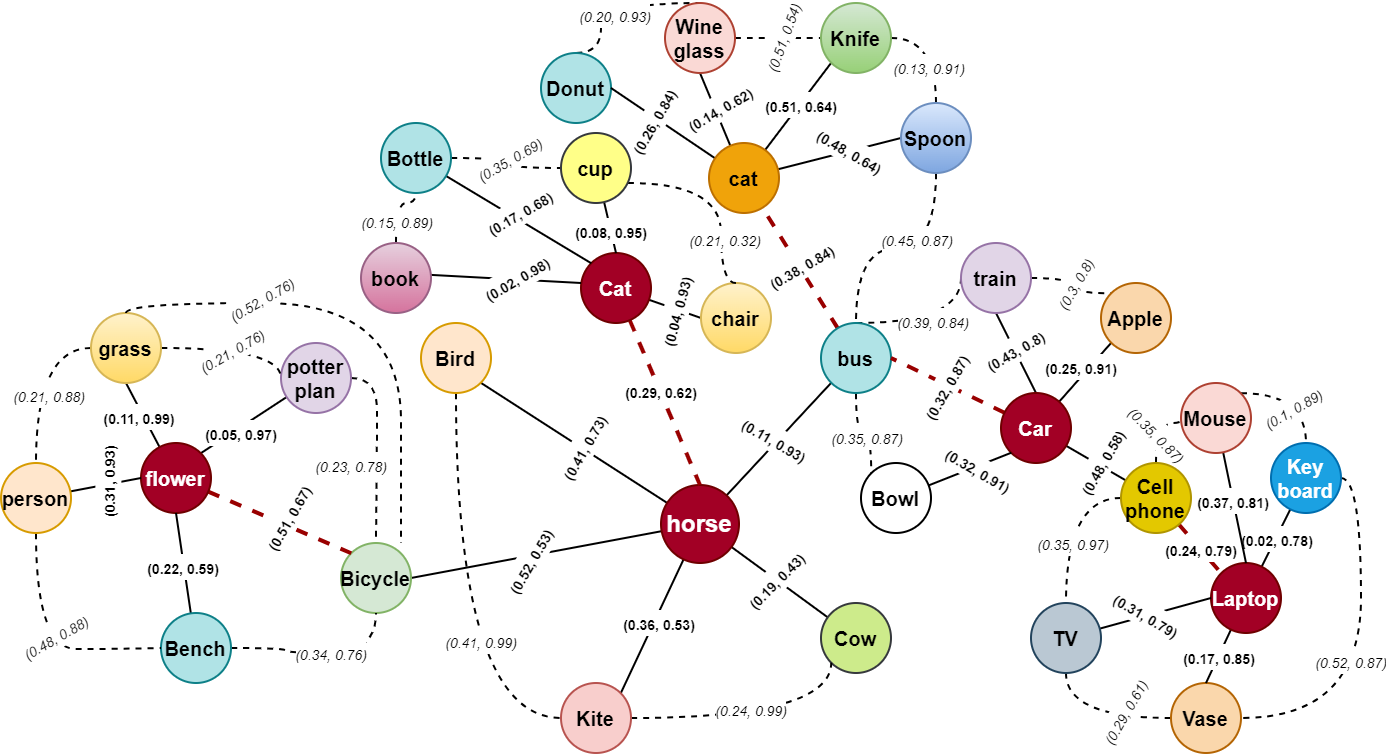 (0.20, 0.93)
Wine
glass
(0.51, 0.54)
Knife
(0.13, 0.91)
Donut
(0.26, 0.84)
(0.14, 0.62)
(0.51, 0.64)
(0.48, 0.64)
Spoon
Bottle
(0.35, 0.69)
cup
cat
(0.17, 0.68)
(0.15, 0.89)
(0.08, 0.95)
(0.21, 0.32)
(0.45, 0.87)
(0.38, 0.84)
book
(0.02, 0.98)
Cat
(0.04, 0.93)
chair
train
(0.3, 0.8)
Apple
(0.39, 0.84)
(0.52, 0.76)
grass
(0.21, 0.76)
potter
plan
Bird
bus
(0.43, 0.8)
(0.25, 0.91)
(0.21, 0.88)
(0.11, 0.99)
(0.05, 0.97)
(0.29, 0.62)
(0.32, 0.87)
Car
(0.35, 0.87)
Mouse
(0.1, 0.89)
(0.41, 0.73)
(0.11, 0.93)
(0.35, 0.87)
(0.32, 0.91)
(0.48, 0.58)
person
(0.31, 0.93)
flower
(0.23, 0.78)
Bowl
Cell
phone
(0.37, 0.81)
Key
board
(0.51, 0.67)
horse
(0.35, 0.97)
(0.24, 0.79)
(0.02, 0.78)
(0.22, 0.59)
Bicycle
(0.52, 0.53)
(0.19, 0.43)
(0.31, 0.79)
Laptop
(0.48, 0.88)
Bench
(0.34, 0.76)
(0.41, 0.99)
(0.36, 0.53)
Cow
TV
(0.17, 0.85)
(0.52, 0.87)
Kite
(0.24, 0.99)
(0.29, 0.61)
Vase